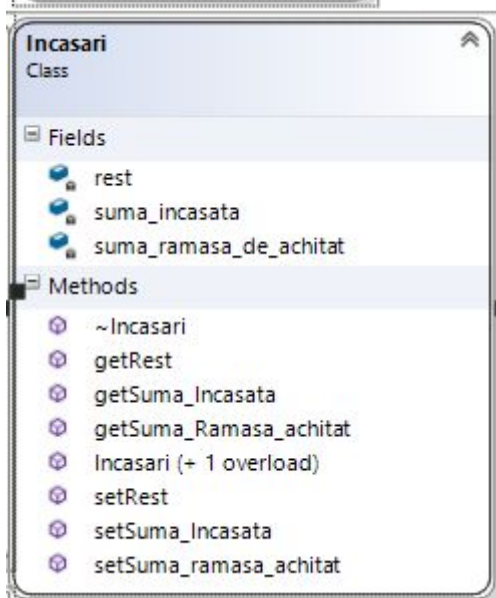 Incasari
Class
Fields
rest
suma_incasata
suma_ramasa_de_achitat
Methods
~Incasari
getRest
getSuma_Incasata
getSuma_Ramasa_achitat
Incasari (+ 1 overload)
setRest
setSuma_Incasata
setSuma_ramasa_achitat